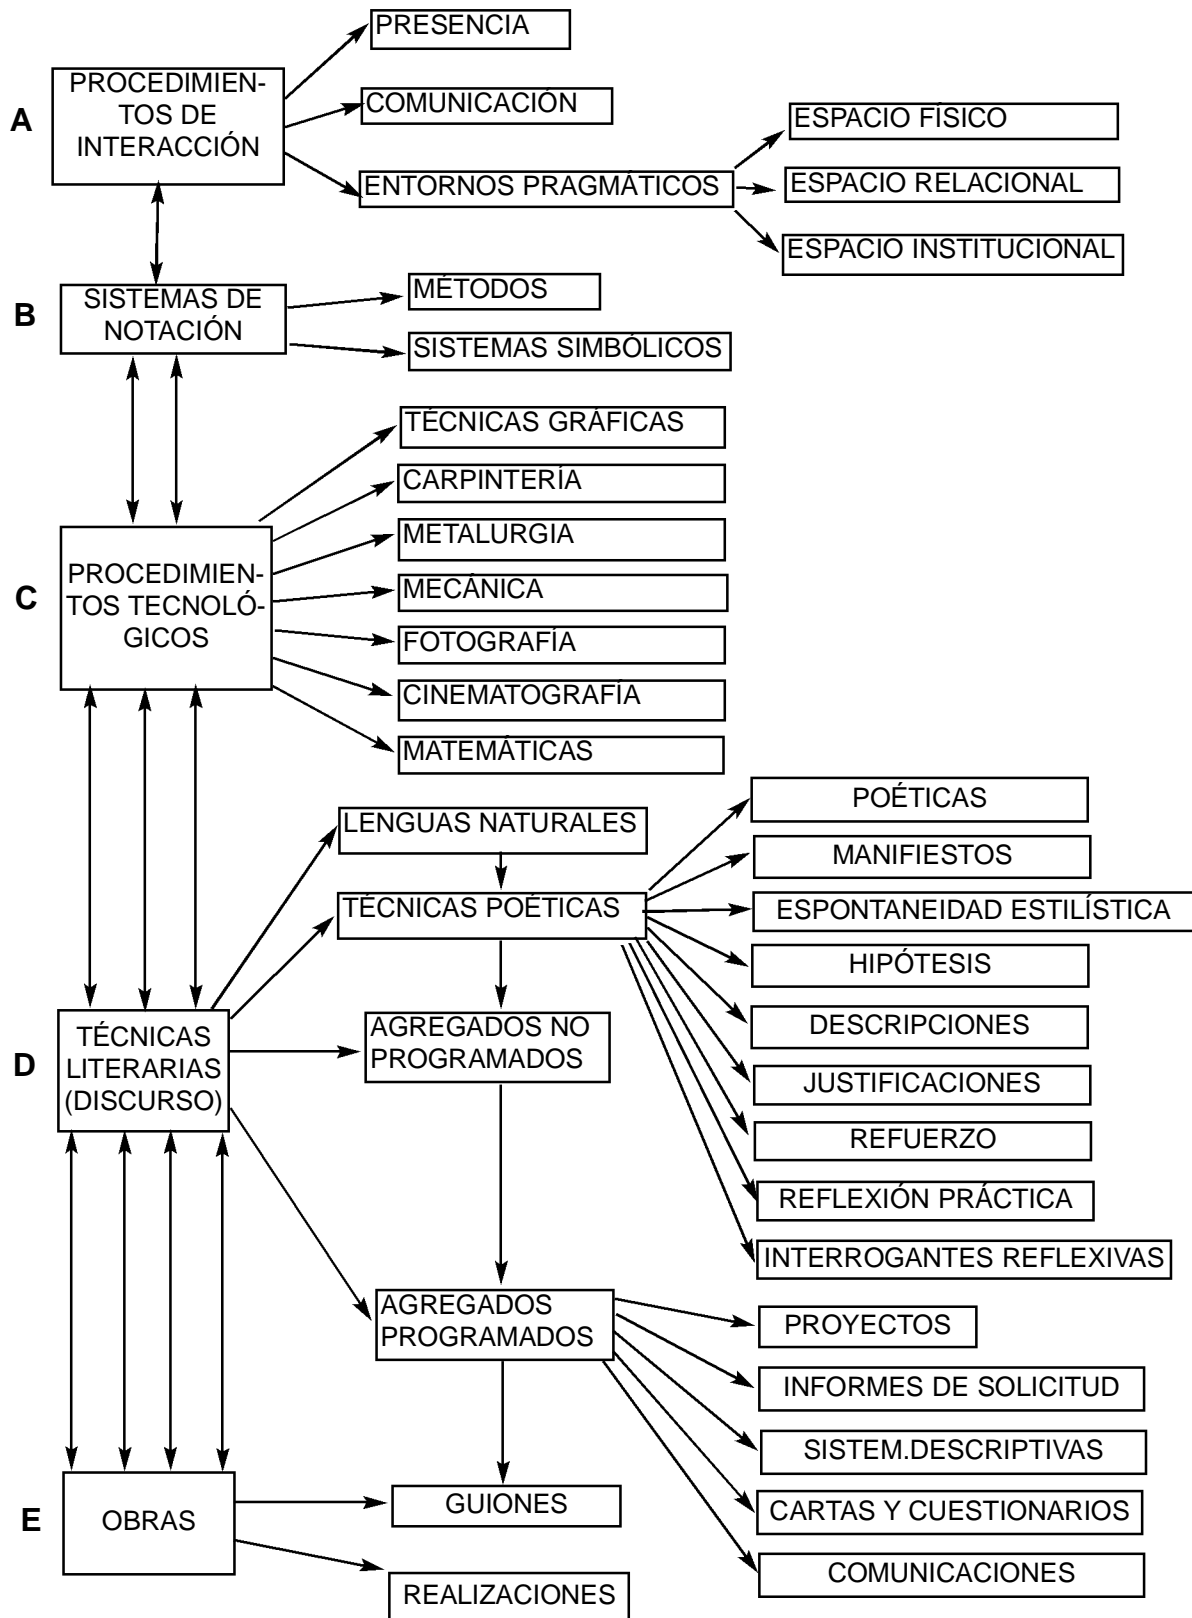 PRESENCIA
A
PROCEDIMIEN-
TOS DE
INTERACCIÓN
COMUNICACIÓN
ENTORNOS PRAGMÁTICOS
ESPACIO FÍSICO
ESPACIO RELACIONAL
ESPACIO INSTITUCIONAL
B
SISTEMAS DE
NOTACIÓN
MÉTODOS
SISTEMAS SIMBÓLICOS
C
PROCEDIMIEN-
TOS TECNOLÓ-
GICOS
TÉCNICAS GRÁFICAS
CARPINTERÍA
METALURGIA
MECÁNICA
FOTOGRAFÍA
CINEMATOGRAFÍA
MATEMÁTICAS
D
TÉCNICAS
LITERARIAS
(DISCURSO)
LENGUAS NATURALES
TÉCNICAS POÉTICAS
AGREGADOS NO
PROGRAMADOS
AGREGADOS
PROGRAMADOS
POÉTICAS
MANIFIESTOS
ESPONTANEIDAD ESTILÍSTICA
HIPÓTESIS
DESCRIPCIONES
JUSTIFICACIONES
REFUERZO
REFLEXIÓN PRÁCTICA
INTERROGANTES REFLEXIVAS
PROYECTOS
INFORMES DE SOLICITUD
SISTEM.DESCRIPTIVAS
CARTAS Y CUESTIONARIOS
COMUNICACIONES
E
OBRAS
GUIONES
REALIZACIONES